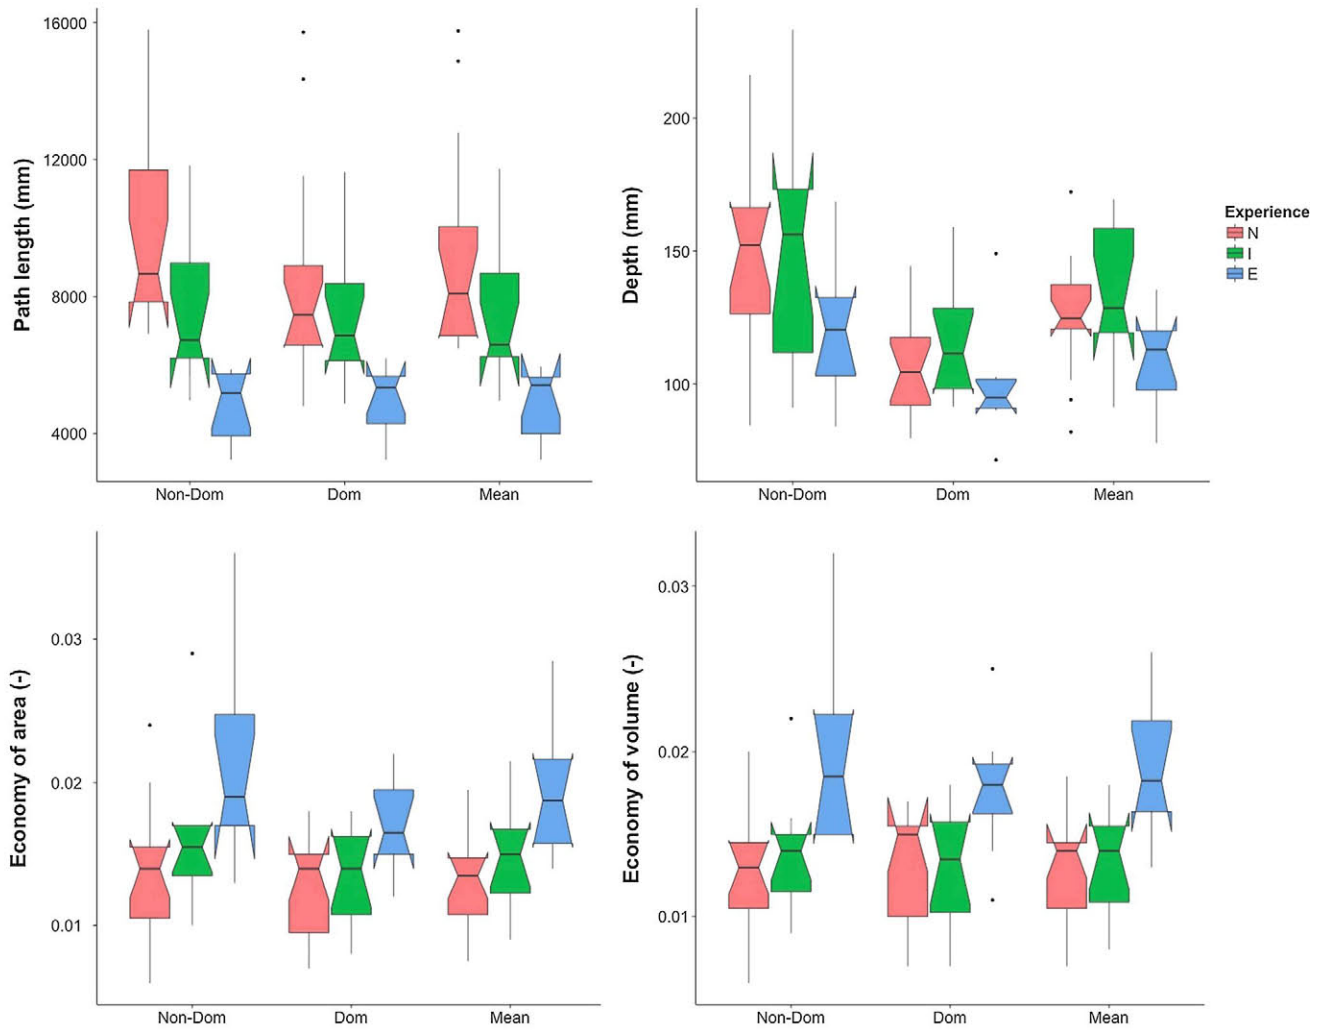 Path length (mm)
16000
12000
8000
4000
Non-Dom Dom Mean
Depth (mm)
200
150
100
Non-Dom Dom Mean
Experience
N
I
E
Economy of area (-)
0.03
0.02
0.01
Non-Dom Dom Mean
Economy of volume (-)
0.03
0.02
0.01
Non-Dom Dom Mean